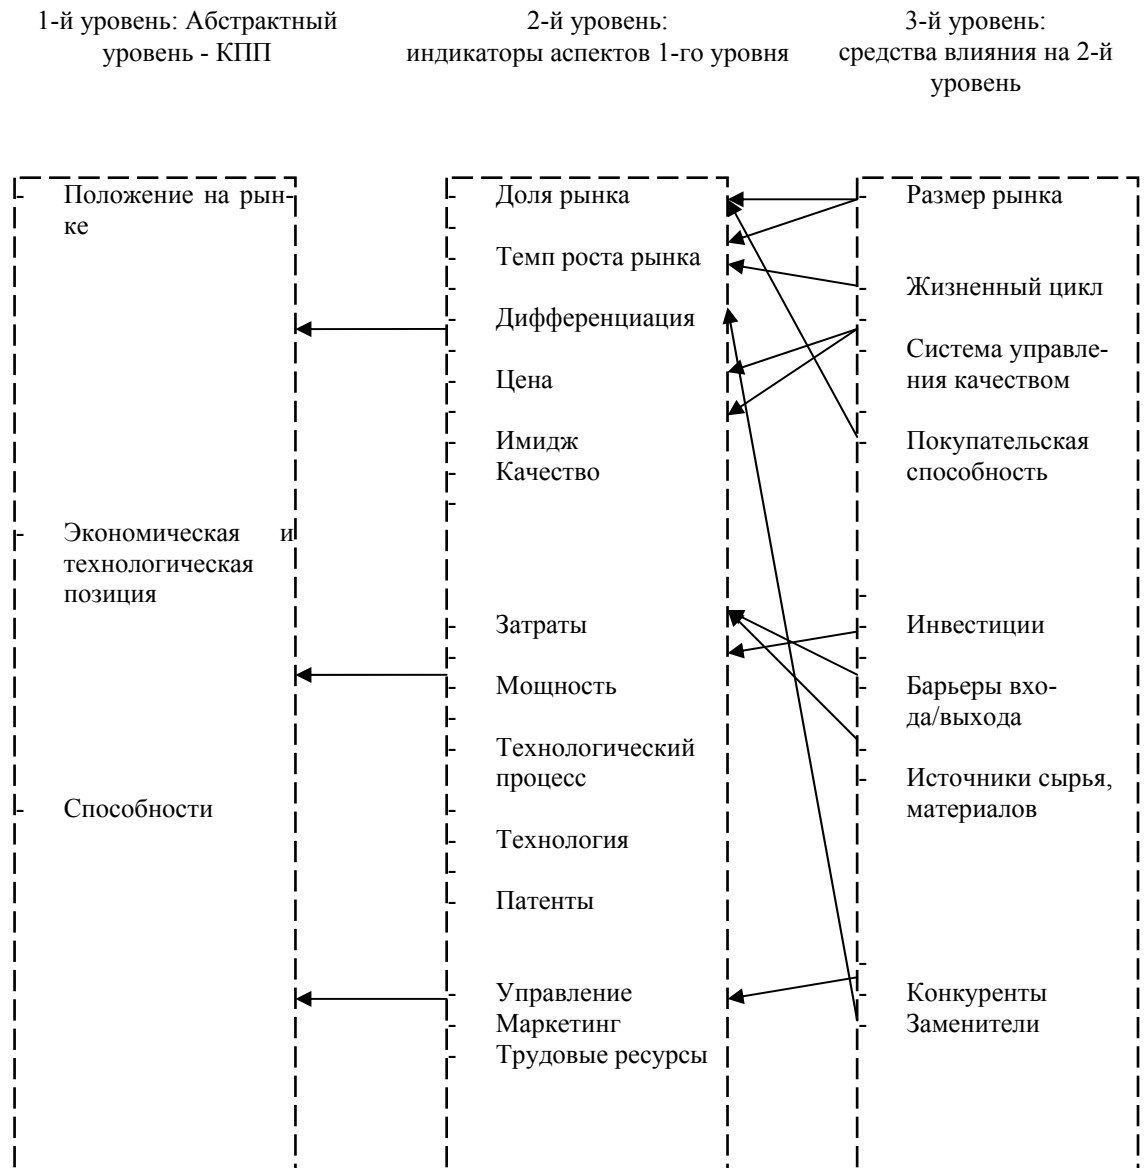 1-й уровень: Абстрактный
уровень - КПП
2-й уровень:
индикаторы аспектов 1-го уровня
3-й уровень:
средства влияния на 2-й
уровень
- Положение на рын-
ке
- Экономическая и
технологическая
позиция
- Способности
- Доля рынка
-
- Темп роста рынка
-
- Дифференциация
-
- Цена
-
- Имидж
- Качество
-
- Затраты
-
- Мощность
-
- Технологический
процесс
-
- Технология
-
- Патенты
- Управление
- Маркетинг
- Трудовые ресурсы
- Размер рынка
- Жизненный цикл
-
- Система управле-
ния качеством
-
- Покупательская
способность
-
- Инвестиции
-
- Барьеры вхо-
да/выхода
-
- Источники сырья,
материалов
-
- Конкуренты
- Заменители